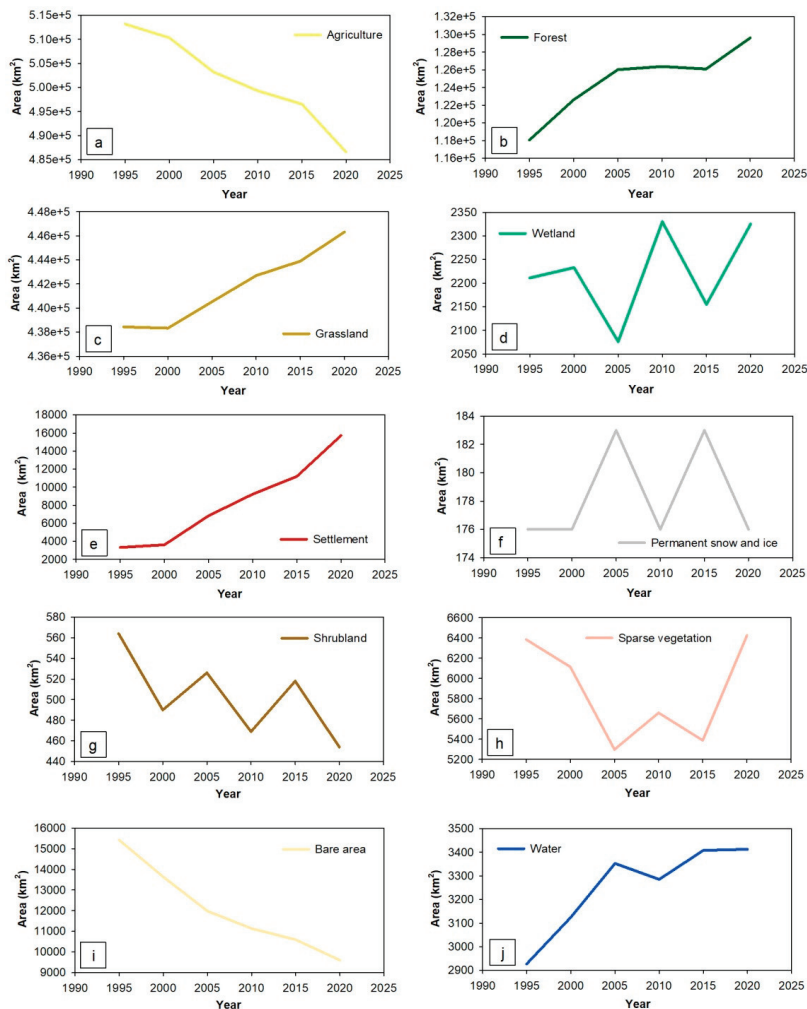 5.15e+5
5.10e+5
5.05e+5
5.00e+5
4.95e+5
4.90e+5
4.85e+5
Area (km²)
Agriculture
a
1990 1995 2000 2005 2010 2015 2020 2025
Year
1.30e+5
1.28e+5
1.26e+5
1.24e+5
1.22e+5
1.20e+5
1.18e+5
1.16e+5
Area (km²)
Forest
b
1990 1995 2000 2005 2010 2015 2020 2025
Year
4.48e+5
4.46e+5
4.44e+5
4.42e+5
4.40e+5
4.38e+5
4.36e+5
Area (km²)
Grassland
c
1990 1995 2000 2005 2010 2015 2020 2025
Year
2350
2300
2250
2200
2150
2100
2050
Area (km²)
Wetland
d
1990 1995 2000 2005 2010 2015 2020 2025
Year
18000
16000
14000
12000
10000
8000
6000
4000
2000
Area (km²)
Settlement
e
1990 1995 2000 2005 2010 2015 2020 2025
Year
184
182
180
178
176
174
Area (km²)
Permanent snow and ice
f
1990 1995 2000 2005 2010 2015 2020 2025
Year
580
560
540
520
500
480
460
440
Area (km²)
Shrubland
g
1990 1995 2000 2005 2010 2015 2020 2025
Year
6600
6400
6200
6000
5800
5600
5400
5200
Area (km²)
Sparse vegetation
h
1990 1995 2000 2005 2010 2015 2020 2025
Year
16000
15000
14000
13000
12000
11000
10000
9000
Area (km²)
Bare area
i
1990 1995 2000 2005 2010 2015 2020 2025
Year
3500
3400
3300
3200
3100
3000
2900
Area (km²)
Water
j
1990 1995 2000 2005 2010 2015 2020 2025
Year